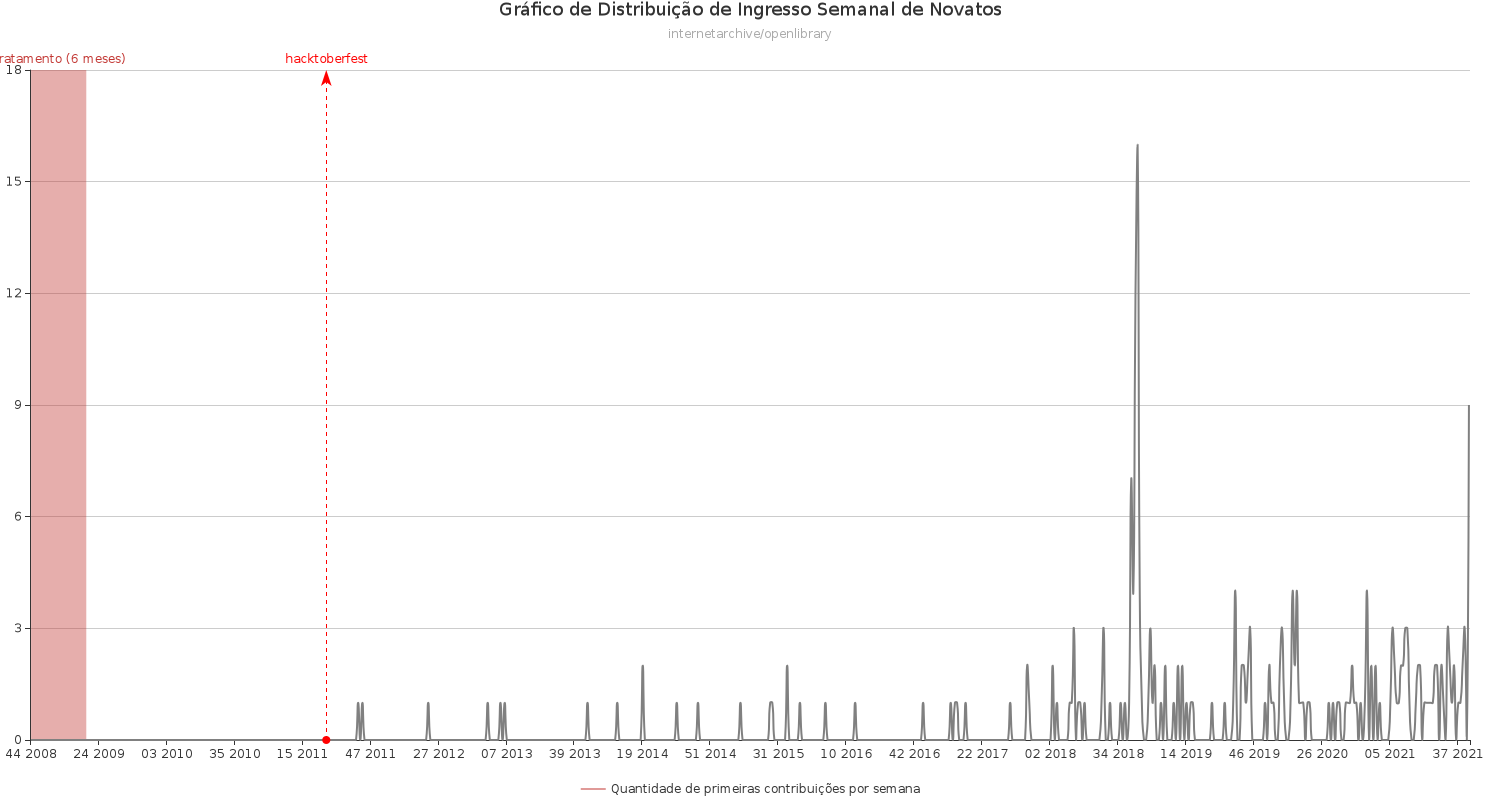 Gráfico de Distribuição de Ingresso Semanal de Novatos
internetarchive/openlibrary
ratamento (6 meses)
hacktoberfest
18
15
12
9
6
3
0
44 2008 24 2009 03 2010 35 2010 15 2011 47 2011 27 2012 07 2013 39 2013 19 2014 51 2014 31 2015 10 2016 42 2016 22 2017 02 2018 34 2018 14 2019 46 2019 26 2020 05 2021 37 2021
Quantidade de primeiras contribuições por semana